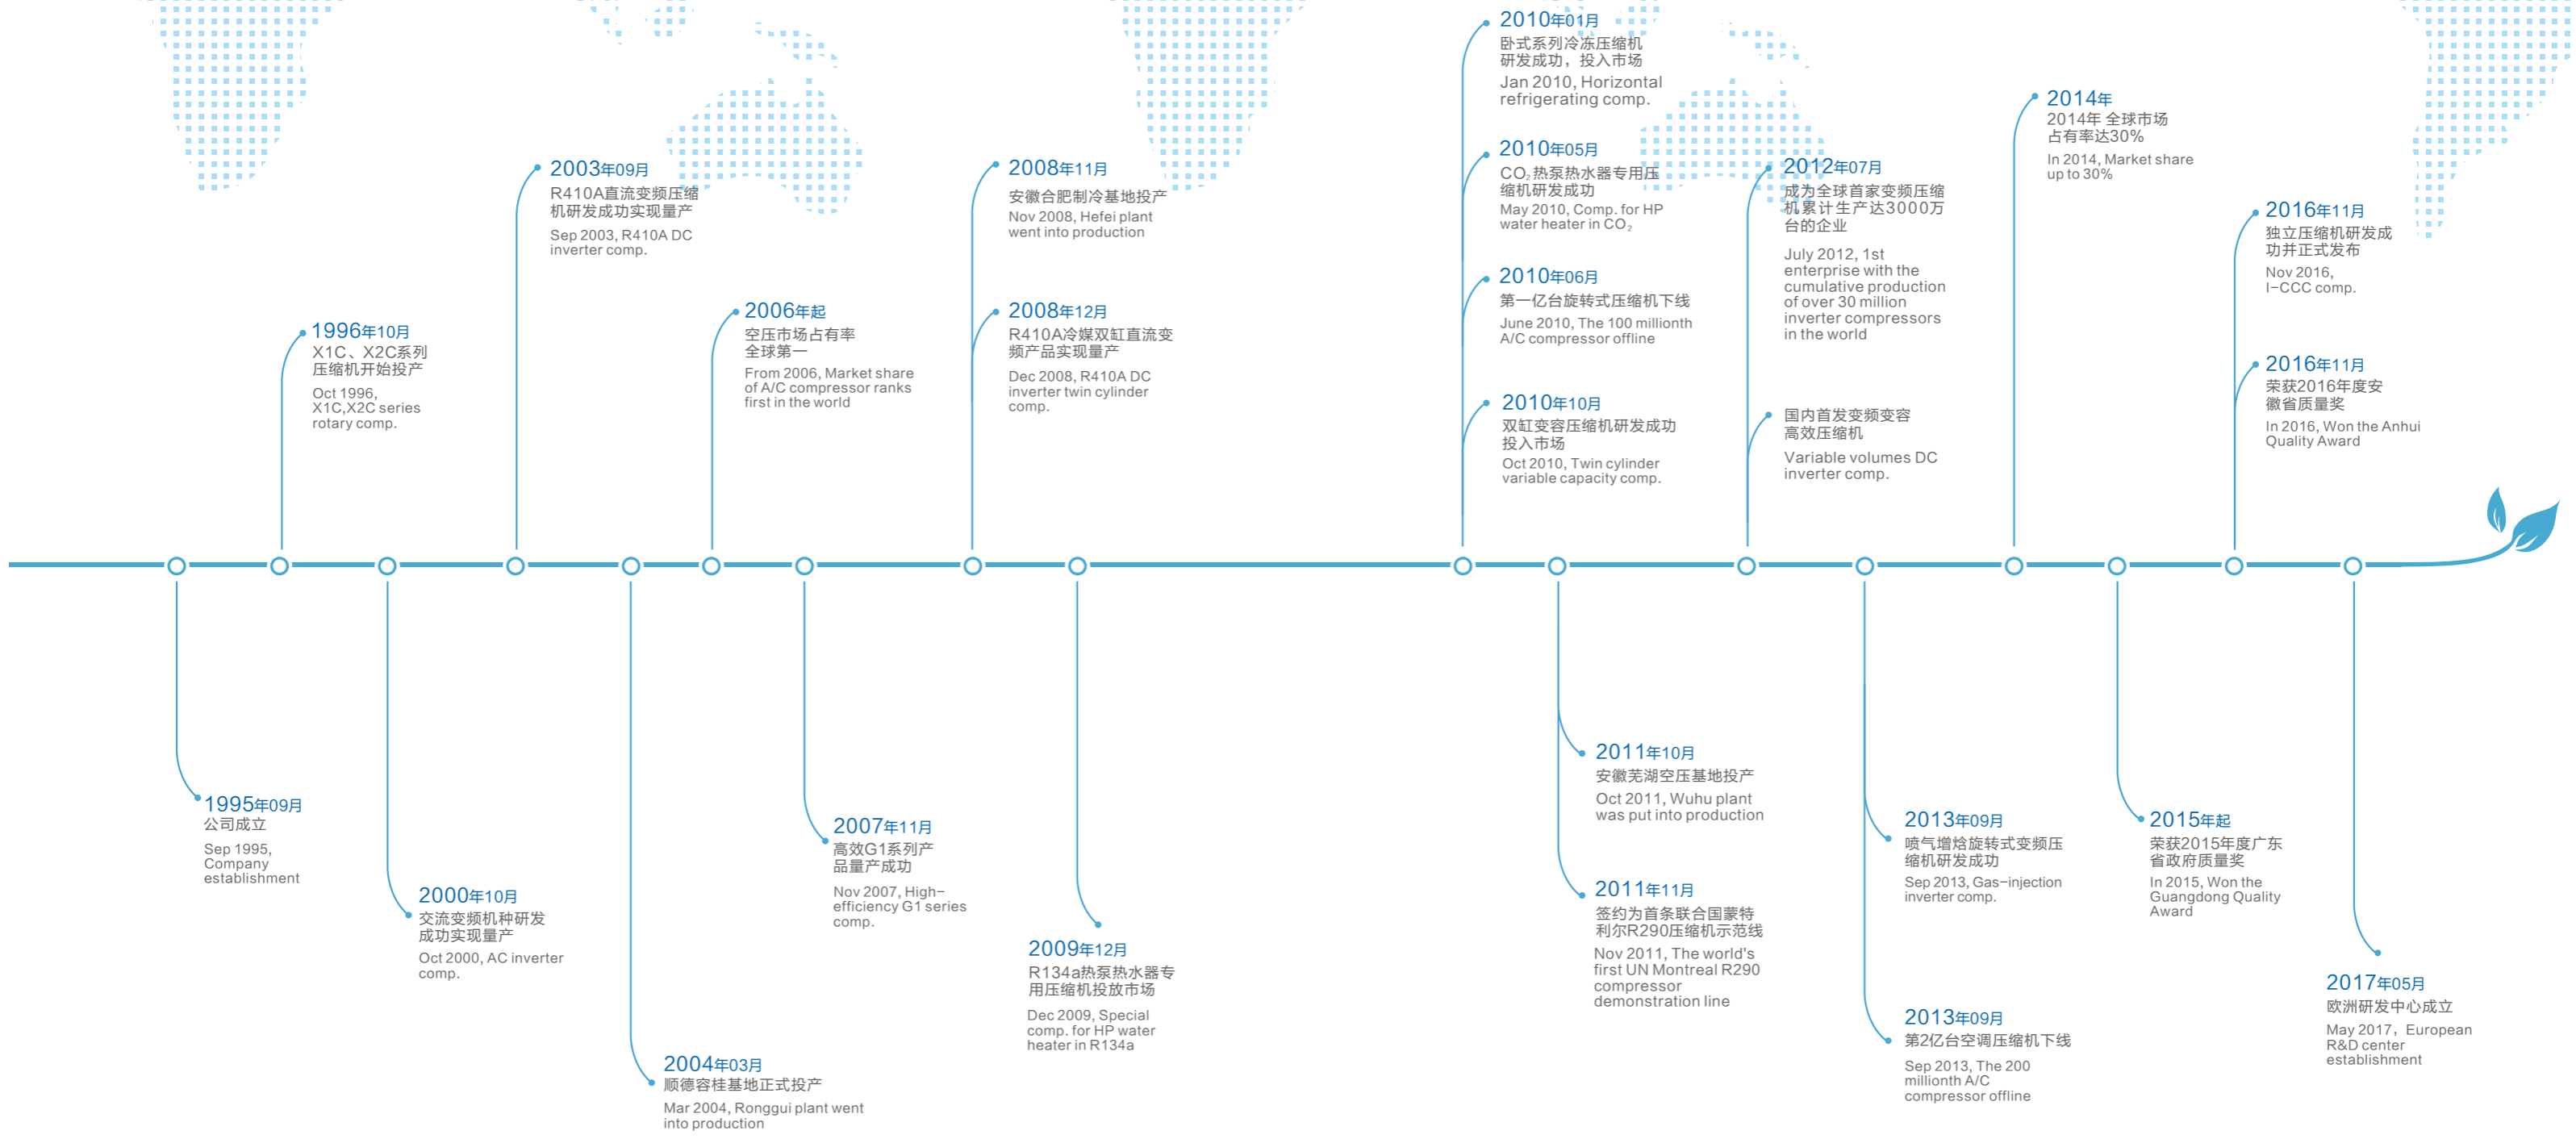 1995年09月
公司成立
Sep 1995,
Company
establishment
1996年10月
X1C、X2C系列
压缩机开始投产
Oct 1996,
X1C,X2C series
rotary comp.
2000年10月
交流变频机种研发
成功实现量产
Oct 2000, AC inverter
comp.
2003年09月
R410A直流变频压缩
机研发成功实现量产
Sep 2003, R410A DC
inverter comp.
2004年03月
顺德容桂基地正式投产
Mar 2004, Ronggui plant went
into production
2006年起
空压市场占有率
全球第一
From 2006, Market share
of A/C compressor ranks
first in the world
2007年11月
高效G1系列产
品量产成功
Nov 2007, High-
efficiency G1 series
comp.
2008年11月
安徽合肥制冷基地投产
Nov 2008, Hefei plant
went into production
2008年12月
R410A冷媒双缸直流变
频产品实现量产
Dec 2008, R410A DC
inverter twin cylinder
comp.
2009年12月
R134a热泵热水器专
用压缩机投放市场
Dec 2009, Special
comp. for HP water
heater in R134a
2010年01月
卧式系列冷冻压缩机
研发成功，投入市场
Jan 2010, Horizontal
refrigerating comp.
2010年05月
CO₂热泵热水器专用压
缩机研发成功
May 2010, Comp. for HP
water heater in CO₂
2010年06月
第一亿台旋转式压缩机下线
June 2010, The 100 millionth
A/C compressor offline
2010年10月
双缸变容压缩机研发成功
投入市场
Oct 2010, Twin cylinder
variable capacity comp.
2011年10月
安徽芜湖空压基地投产
Oct 2011, Wuhu plant
was put into production
2011年11月
签约为首条联合国蒙特
利尔R290压缩机示范线
Nov 2011, The world's
first UN Montreal R290
compressor
demonstration line
2012年07月
成为全球首家变频压缩
机累计生产达3000万
台的企业
July 2012, 1st
enterprise with the
cumulative production
of over 30 million
inverter compressors
in the world
国内首发变频变容
高效压缩机
Variable volumes DC
inverter comp.
2013年09月
喷气增焓旋转式变频压
缩机研发成功
Sep 2013, Gas-injection
inverter comp.
2013年09月
第2亿台空调压缩机下线
Sep 2013, The 200
millionth A/C
compressor offline
2014年
2014年 全球市场
占有率达30%
In 2014, Market share
up to 30%
2015年起
荣获2015年度广东
省政府质量奖
In 2015, Won the
Guangdong Quality
Award
2016年11月
独立压缩机研发成
功并正式发布
Nov 2016,
I-CCC comp.
2016年11月
荣获2016年度安
徽省质量奖
In 2016, Won the Anhui
Quality Award
2017年05月
欧洲研发中心成立
May 2017，European
R&D center
establishment